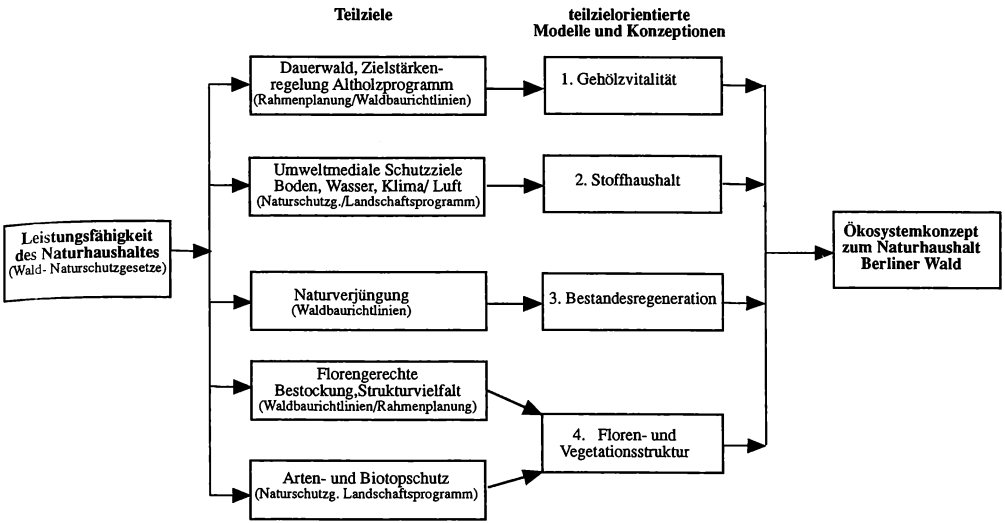 Teilziele
teilzielorientierte
Modelle und Konzeptionen
Leistungsfähigkeit
des Naturhaushaltes
(Wald- Naturschutzgesetze)
Dauerwald, Zielstärken-
regelung Altholzprogramm
(Rahmenplanung/Waldbaurichtlinien)
Umweltmediale Schutzziele
Boden, Wasser, Klima/ Luft
(Naturschutzg./Landschaftsprogramm)
Naturverjüngung
(Waldbaurichtlinien)
Florengerechte
Bestockung,Strukturvielfalt
(Waldbaurichtlinien/Rahmenplanung)
Arten- und Biotopschutz
(Naturschutzg. Landschaftsprogramm)
1. Gehölzvitalität
2. Stoffhaushalt
3. Bestandesregeneration
4. Floren- und
Vegetationsstruktur
Ökosystemkonzept
zum Naturhaushalt
Berliner Wald